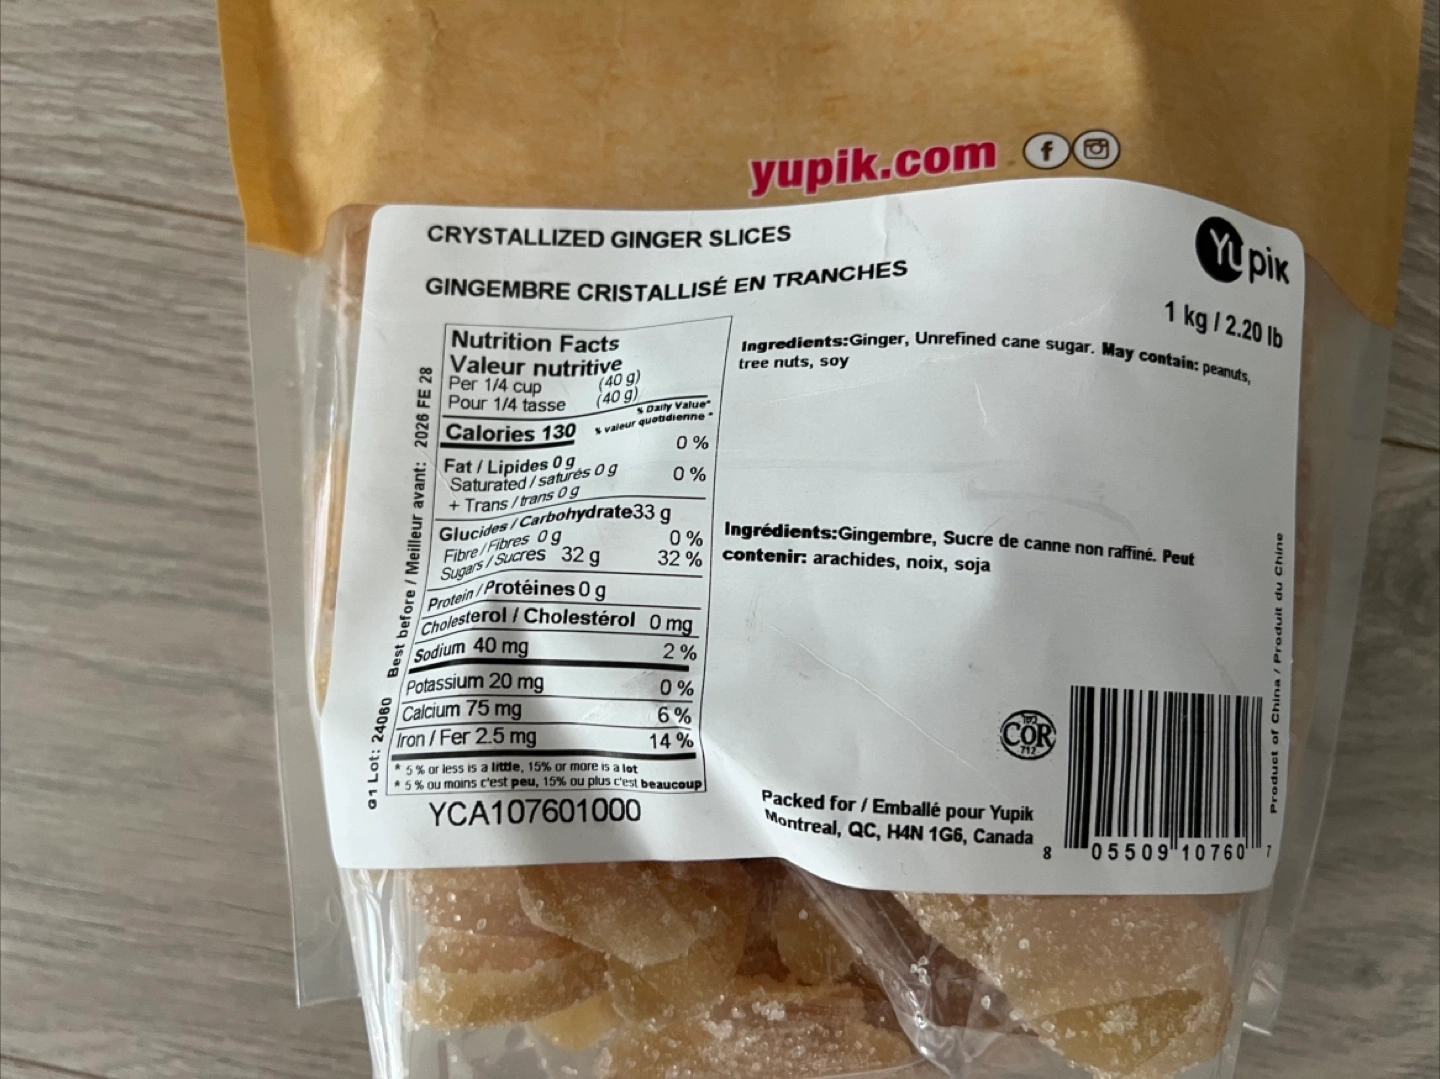 yupik.com
f
CRYSTALLIZED GINGER SLICES
GINGEMBRE CRISTALLISÉ EN TRANCHES
Yupik
1 kg / 2.20 lb
Nutrition Facts
Valeur nutritive
Per 1/4 cup (40 g)
Pour 1/4 tasse (40 g)
% Daily Value*
Calories 130 % valeur quotidienne *
Fat / Lipides 0 g 0 %
Saturated / saturés 0 g 0 %
+ Trans / trans 0 g
Glucides / Carbohydrate 33 g
Fibre / Fibres 0 g 0 %
Sugars / Sucres 32 g 32 %
Protein / Protéines 0 g
Cholesterol / Cholestérol 0 mg
Sodium 40 mg 2 %
Potassium 20 mg 0 %
Calcium 75 mg 6 %
Iron / Fer 2.5 mg 14 %
* 5 % or less is a little, 15% or more is a lot
* 5 % ou moins c'est peu, 15% ou plus c'est beaucoup
YCA107601000
G1 Lot: 24060 Best before / Meilleur avant: 2026 FE 28
Ingredients:Ginger, Unrefined cane sugar. May contain: peanuts,
tree nuts, soy
Ingrédients:Gingembre, Sucre de canne non raffiné. Peut
contenir: arachides, noix, soja
COR
712
Packed for / Emballé pour Yupik
Montreal, QC, H4N 1G6, Canada
8 05509 10760 7
Product of China / Produit du Chine